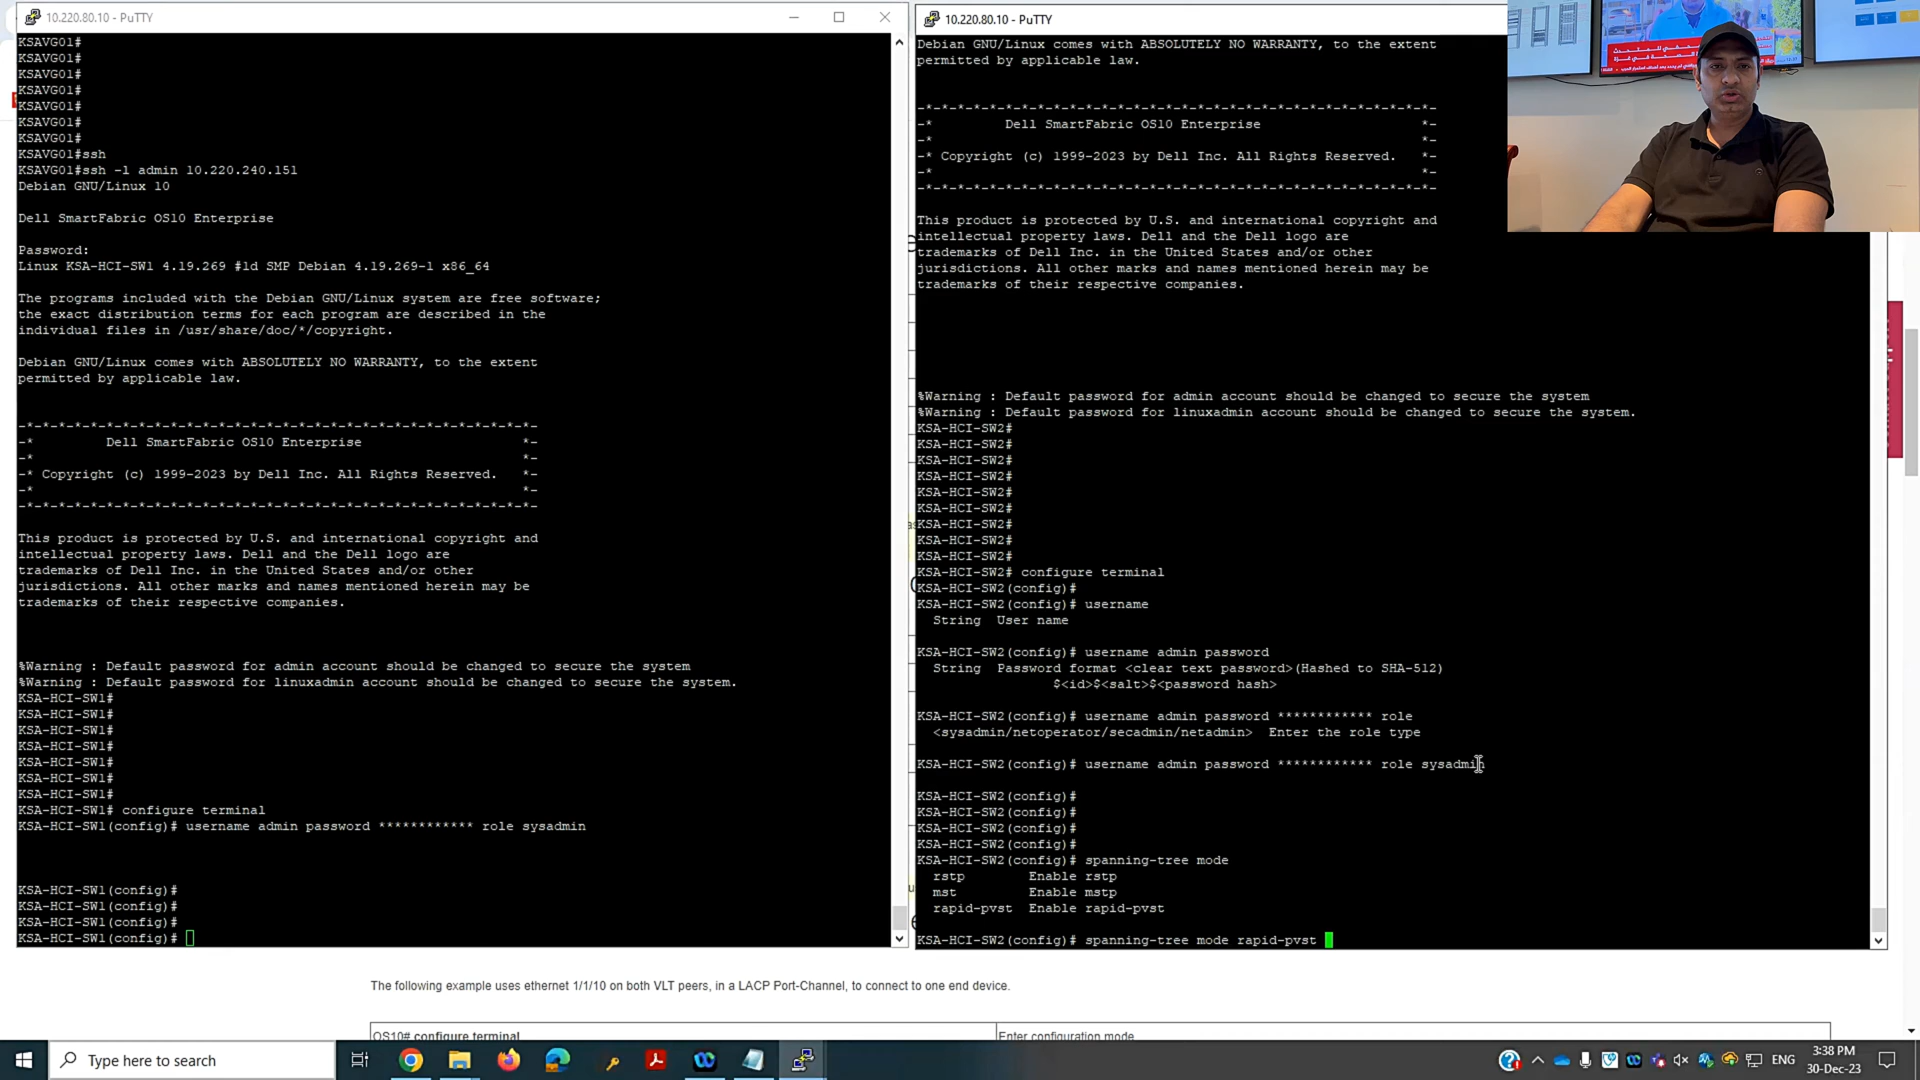 10.220.80.10 - PuTTY
KSAVG01#
KSAVG01#
KSAVG01#
KSAVG01#
KSAVG01#
KSAVG01#
KSAVG01#
KSAVG01#ssh
KSAVG01#ssh -l admin 10.220.240.151
Debian GNU/Linux 10
Dell SmartFabric OS10 Enterprise
Password:
Linux KSA-HCI-SW1 4.19.269 #1d SMP Debian 4.19.269-1 x86_64
The programs included with the Debian GNU/Linux system are free software;
the exact distribution terms for each program are described in the
individual files in /usr/share/doc/*/copyright.
Debian GNU/Linux comes with ABSOLUTELY NO WARRANTY, to the extent
permitted by applicable law.
-*-*-*-*-*-*-*-*-*-*-*-*-*-*-*-*-*-*-*-*-*-*-*-*-*-*-*-*-*-*-*-*-
-* Dell SmartFabric OS10 Enterprise *-
-* *-
-* Copyright (c) 1999-2023 by Dell Inc. All Rights Reserved. *-
-* *-
-*-*-*-*-*-*-*-*-*-*-*-*-*-*-*-*-*-*-*-*-*-*-*-*-*-*-*-*-*-*-*-*-
This product is protected by U.S. and international copyright and
intellectual property laws. Dell and the Dell logo are
trademarks of Dell Inc. in the United States and/or other
jurisdictions. All other marks and names mentioned herein may be
trademarks of their respective companies.
%Warning : Default password for admin account should be changed to secure the system
%Warning : Default password for linuxadmin account should be changed to secure the system.
KSA-HCI-SW1#
KSA-HCI-SW1#
KSA-HCI-SW1#
KSA-HCI-SW1#
KSA-HCI-SW1#
KSA-HCI-SW1#
KSA-HCI-SW1#
KSA-HCI-SW1# configure terminal
KSA-HCI-SW1(config)# username admin password ************ role sysadmin
KSA-HCI-SW1(config)#
KSA-HCI-SW1(config)#
KSA-HCI-SW1(config)#
KSA-HCI-SW1(config)#
10.220.80.10 - PuTTY
Debian GNU/Linux comes with ABSOLUTELY NO WARRANTY, to the extent
permitted by applicable law.
-*-*-*-*-*-*-*-*-*-*-*-*-*-*-*-*-*-*-*-*-*-*-*-*-*-*-*-*-*-*-*-*-
-* Dell SmartFabric OS10 Enterprise *-
-* *-
-* Copyright (c) 1999-2023 by Dell Inc. All Rights Reserved. *-
-* *-
-*-*-*-*-*-*-*-*-*-*-*-*-*-*-*-*-*-*-*-*-*-*-*-*-*-*-*-*-*-*-*-*-
This product is protected by U.S. and international copyright and
intellectual property laws. Dell and the Dell logo are
trademarks of Dell Inc. in the United States and/or other
jurisdictions. All other marks and names mentioned herein may be
trademarks of their respective companies.
%Warning : Default password for admin account should be changed to secure the system
%Warning : Default password for linuxadmin account should be changed to secure the system.
KSA-HCI-SW2#
KSA-HCI-SW2#
KSA-HCI-SW2#
KSA-HCI-SW2#
KSA-HCI-SW2#
KSA-HCI-SW2#
KSA-HCI-SW2#
KSA-HCI-SW2#
KSA-HCI-SW2#
KSA-HCI-SW2# configure terminal
KSA-HCI-SW2(config)#
KSA-HCI-SW2(config)# username
String User name
KSA-HCI-SW2(config)# username admin password
String Password format <clear text password>(Hashed to SHA-512)
$<id>$<salt>$<password hash>
KSA-HCI-SW2(config)# username admin password ************ role
<sysadmin/netoperator/secadmin/netadmin> Enter the role type
KSA-HCI-SW2(config)# username admin password ************ role sysadmin
KSA-HCI-SW2(config)#
KSA-HCI-SW2(config)#
KSA-HCI-SW2(config)#
KSA-HCI-SW2(config)#
KSA-HCI-SW2(config)# spanning-tree mode
rstp Enable rstp
mst Enable mstp
rapid-pvst Enable rapid-pvst
KSA-HCI-SW2(config)# spanning-tree mode rapid-pvst
The following example uses ethernet 1/1/10 on both VLT peers, in a LACP Port-Channel, to connect to one end device.
OS10# configure terminal
Enter configuration mode
Type here to search
ENG
3:38 PM
30-Dec-23